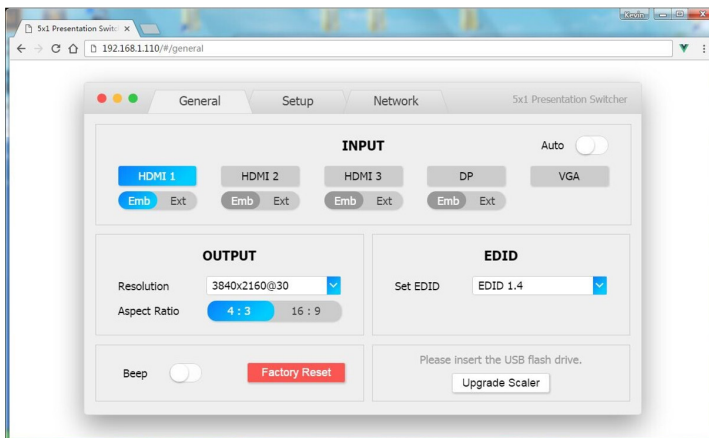 Kevin
5x1 Presentation Switc
192.168.1.110/#/general
General Setup Network 5x1 Presentation Switcher
INPUT Auto
HDMI 1 HDMI 2 HDMI 3 DP VGA
Emb Ext Emb Ext Emb Ext Emb Ext
OUTPUT
Resolution 3840x2160@30
Aspect Ratio 4 : 3 16 : 9
EDID
Set EDID EDID 1.4
Beep Factory Reset
Please insert the USB flash drive.
Upgrade Scaler